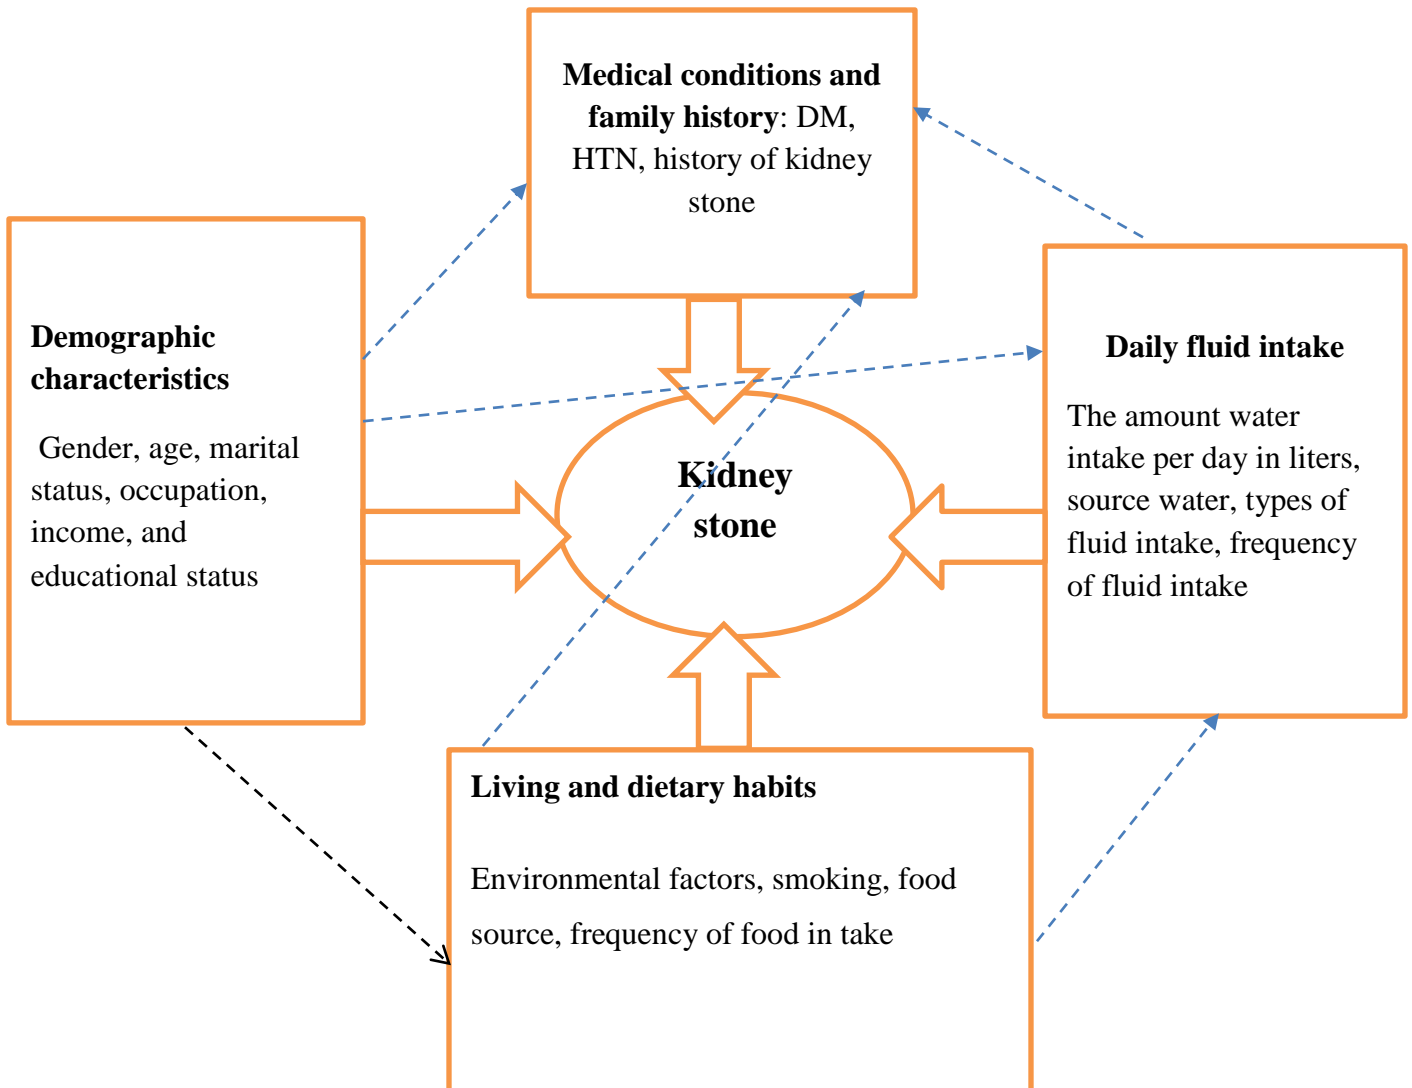 Medical conditions and
family history: DM,
HTN, history of kidney
stone
Demographic
characteristics
Gender, age, marital
status, occupation,
income, and
educational status
Kidney
stone
Daily fluid intake
The amount water
intake per day in liters,
source water, types of
fluid intake, frequency
of fluid intake
Living and dietary habits
Environmental factors, smoking, food
source, frequency of food in take